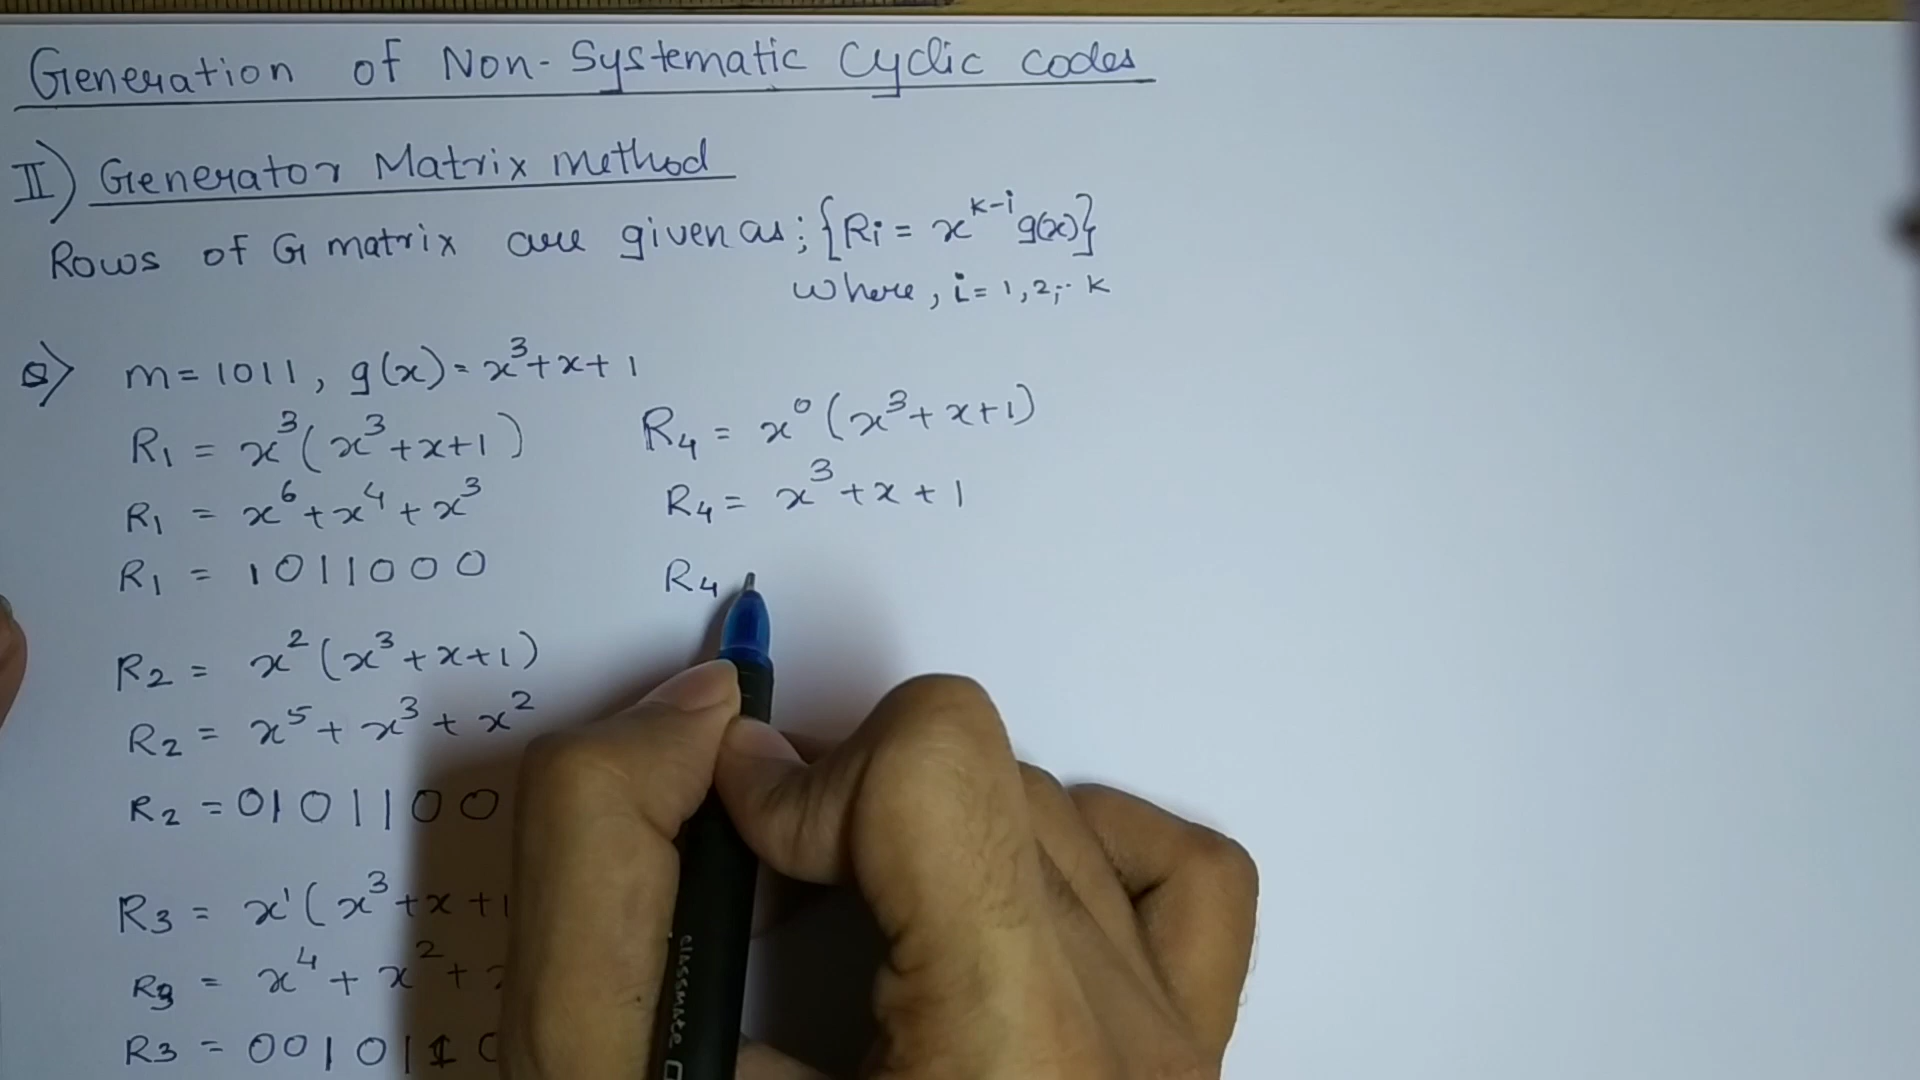 Generation of Non-Systematic Cyclic codes
II) Generator Matrix method
Rows of G matrix are given as; {Ri = x^(k-i) g(x)}
where, i = 1, 2, .. k
Q) m = 1011, g(x) = x³ + x + 1
R₁ = x³(x³ + x + 1)
R₁ = x⁶ + x⁴ + x³
R₁ = 1011000
R₂ = x²(x³ + x + 1)
R₂ = x⁵ + x³ + x²
R₂ = 0101100
R₃ = x¹(x³ + x + 1
R₃ = x⁴ + x² +
R₃ = 001011
R₄ = x⁰(x³ + x + 1)
R₄ = x³ + x + 1
R₄
classmate